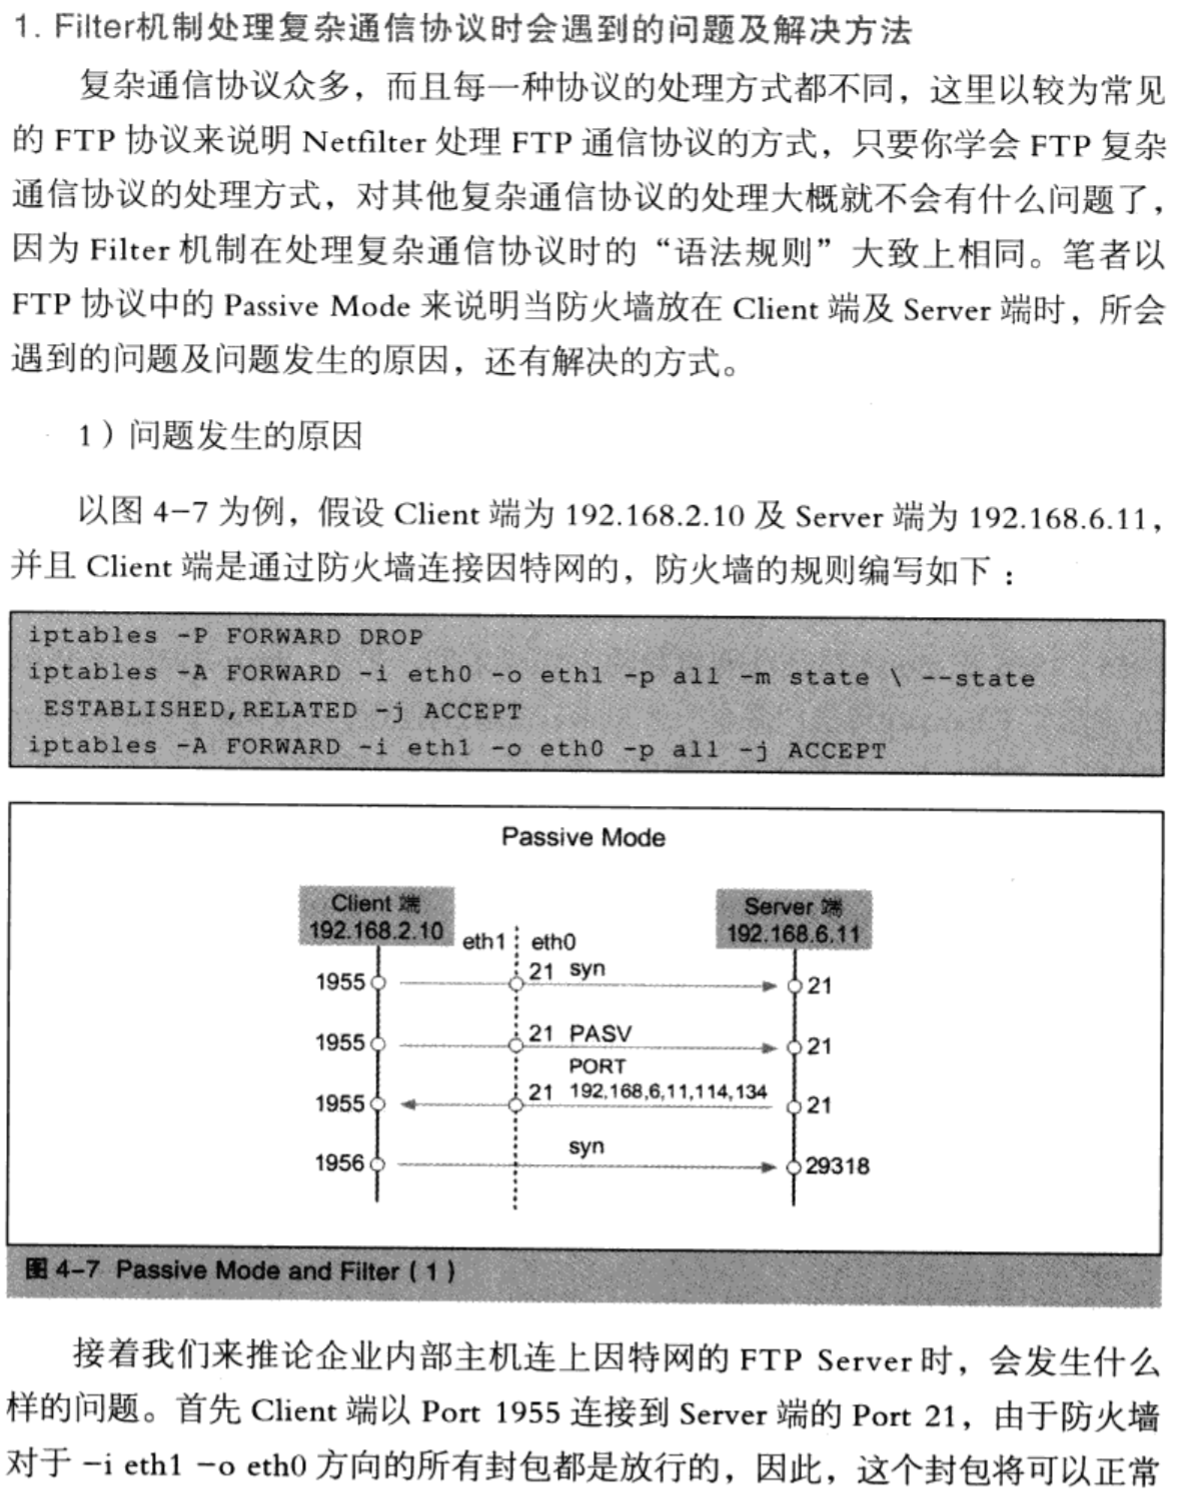 1. Filter机制处理复杂通信协议时会遇到的问题及解决方法
复杂通信协议众多，而且每一种协议的处理方式都不同，这里以较为常见
的 FTP 协议来说明 Netfilter 处理 FTP 通信协议的方式，只要你学会 FTP 复杂
通信协议的处理方式，对其他复杂通信协议的处理大概就不会有什么问题了，
因为 Filter 机制在处理复杂通信协议时的“语法规则”大致上相同。笔者以
FTP 协议中的 Passive Mode 来说明当防火墙放在 Client 端及 Server 端时，所会
遇到的问题及问题发生的原因，还有解决的方式。
1）问题发生的原因
以图 4-7 为例，假设 Client 端为 192.168.2.10 及 Server 端为 192.168.6.11，
并且 Client 端是通过防火墙连接因特网的，防火墙的规则编写如下：
iptables -P FORWARD DROP
iptables -A FORWARD -i eth0 -o eth1 -p all -m state \ --state
ESTABLISHED,RELATED -j ACCEPT
iptables -A FORWARD -i eth1 -o eth0 -p all -j ACCEPT
Passive Mode
Client 端
192.168.2.10
Server 端
192.168.6.11
eth1 eth0
1955 21 syn 21
1955 21 PASV 21
PORT
1955 21 192,168,6,11,114,134 21
syn
1956 29318
图 4-7 Passive Mode and Filter（1）
接着我们来推论企业内部主机连上因特网的 FTP Server 时，会发生什么
样的问题。首先 Client 端以 Port 1955 连接到 Server 端的 Port 21，由于防火墙
对于 -i eth1 -o eth0 方向的所有封包都是放行的，因此，这个封包将可以正常